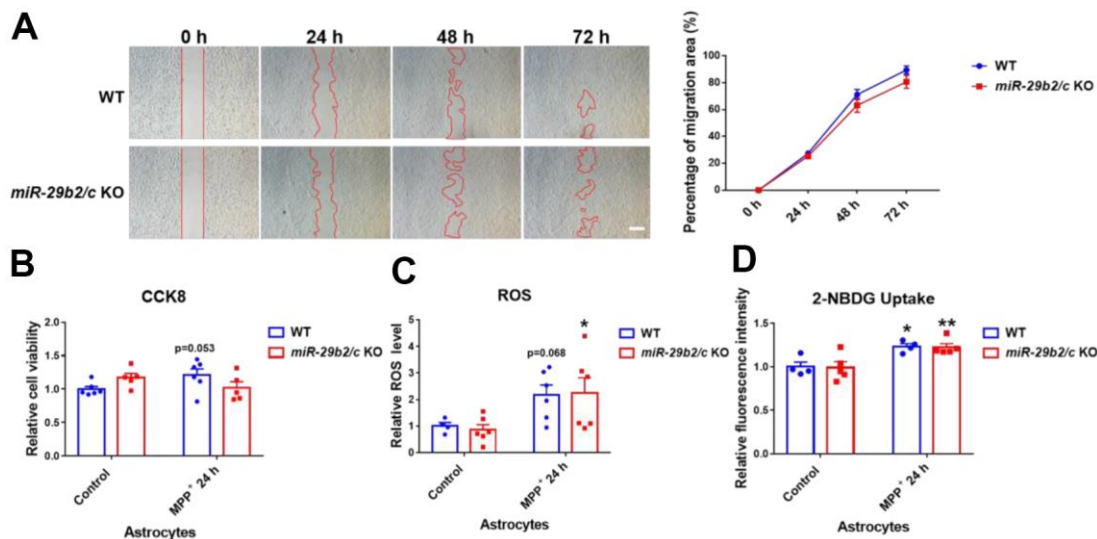 A
0 h 24 h 48 h 72 h
WT
miR-29b2/c KO
Percentage of migration area (%)
100
80
60
40
20
0
0 h 24 h 48 h 72 h
WT
miR-29b2/c KO
B
CCK8
Relative cell viability
2.0
1.5
1.0
0.5
0.0
p=0.053
Control MPP+ 24 h
Astrocytes
WT
miR-29b2/c KO
C
ROS
Relative ROS level
5
4
3
2
1
0
p=0.068
*
Control MPP+ 24 h
Astrocytes
WT
miR-29b2/c KO
D
2-NBDG Uptake
Relative fluorescence intensity
1.5
1.0
0.5
0.0
* **
Control MPP+ 24 h
Astrocytes
WT
miR-29b2/c KO